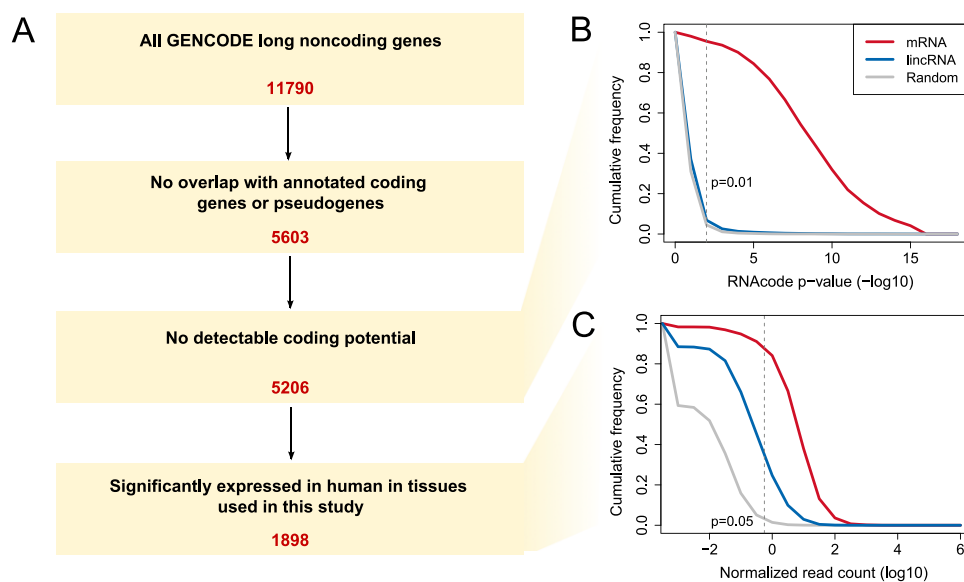 A
All GENCODE long noncoding genes
11790
No overlap with annotated coding
genes or pseudogenes
5603
No detectable coding potential
5206
Significantly expressed in human in tissues
used in this study
1898
B
mRNA
lincRNA
Random
p=0.01
Cumulative frequency
0.0 0.2 0.4 0.6 0.8 1.0
0 5 10 15
RNAcode p−value (−log10)
C
p=0.05
Cumulative frequency
0.0 0.2 0.4 0.6 0.8 1.0
−2 0 2 4 6
Normalized read count (log10)